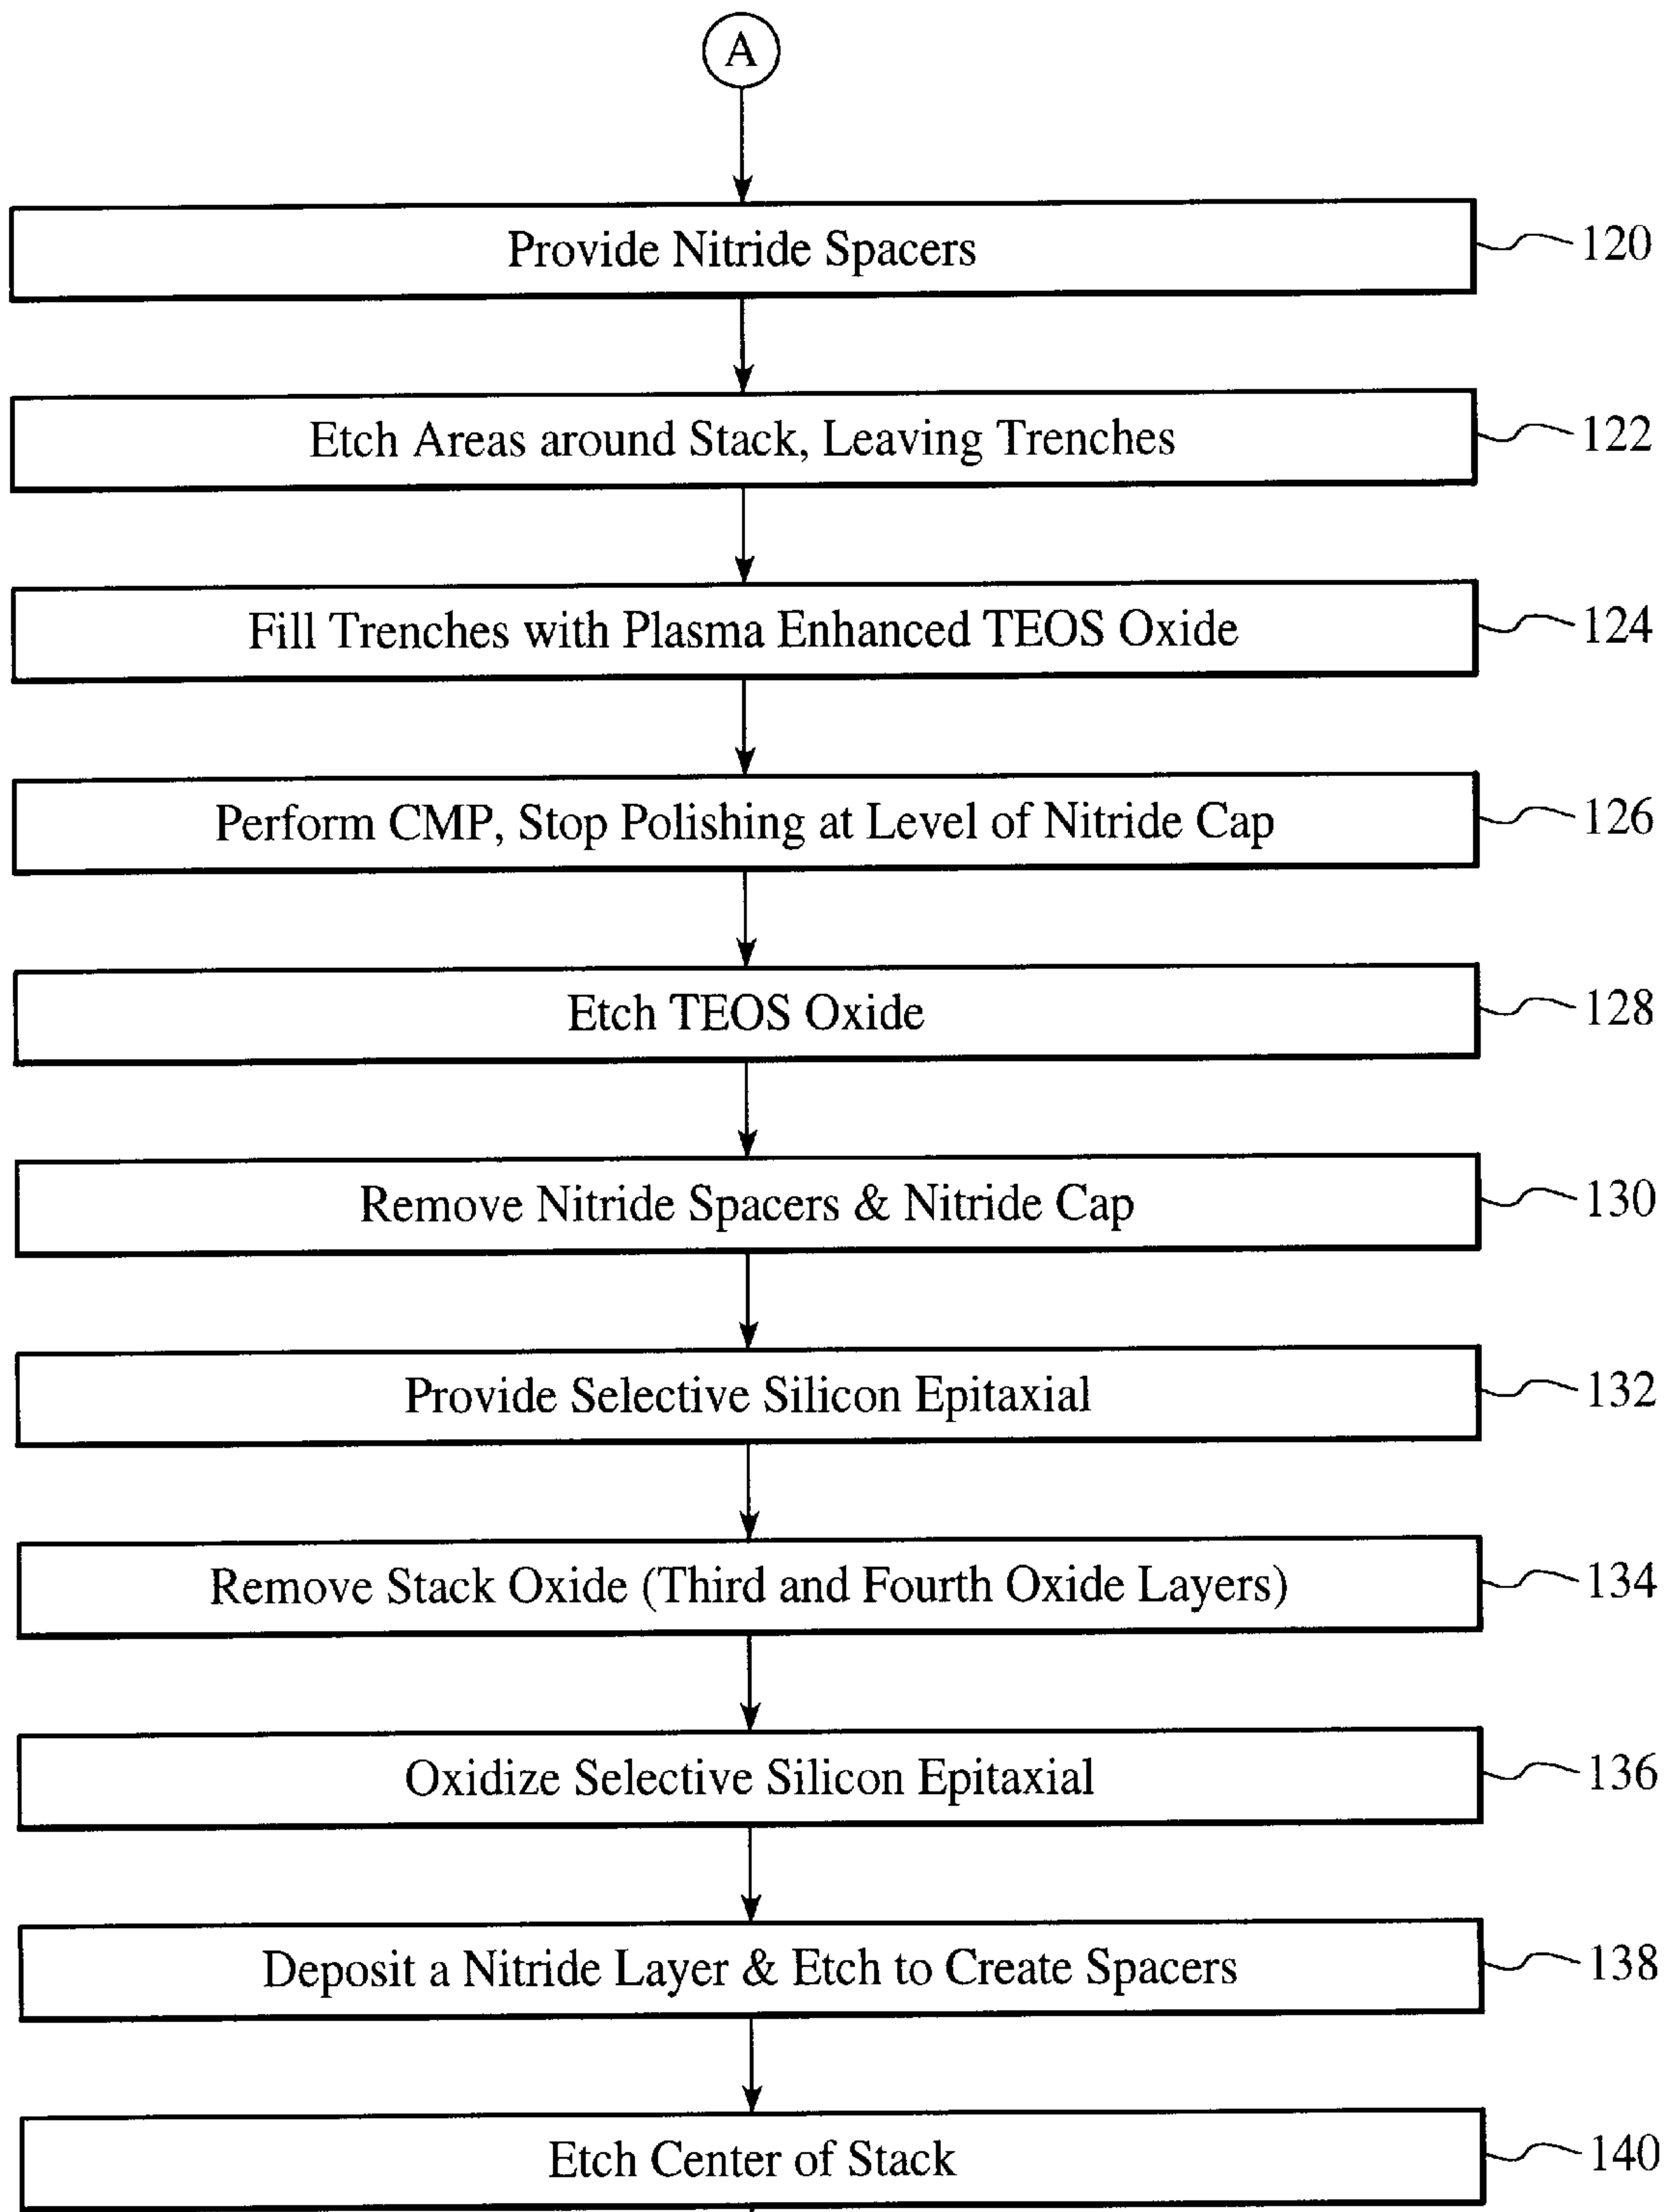 A
Provide Nitride Spacers 120
Etch Areas around Stack, Leaving Trenches 122
Fill Trenches with Plasma Enhanced TEOS Oxide 124
Perform CMP, Stop Polishing at Level of Nitride Cap 126
Etch TEOS Oxide 128
Remove Nitride Spacers & Nitride Cap 130
Provide Selective Silicon Epitaxial 132
Remove Stack Oxide (Third and Fourth Oxide Layers) 134
Oxidize Selective Silicon Epitaxial 136
Deposit a Nitride Layer & Etch to Create Spacers 138
Etch Center of Stack 140